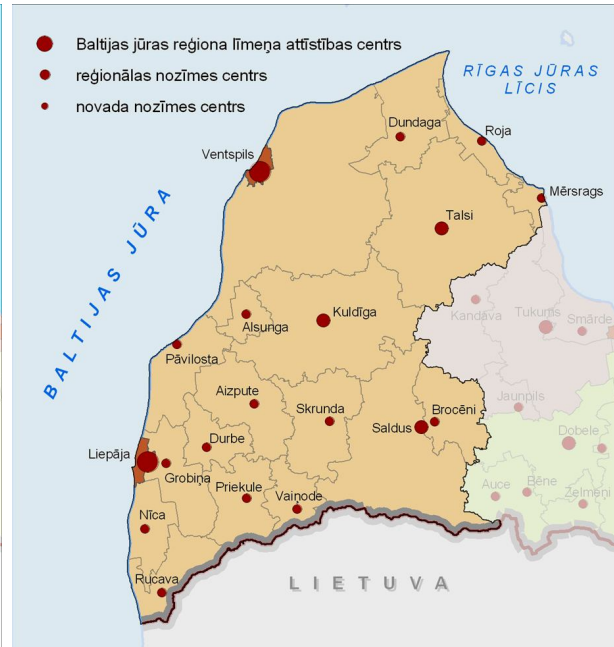 Baltijas jūras reģiona līmeņa attīstības centrs
reģionālas nozīmes centrs
novada nozīmes centrs
RĪGAS JŪRAS
LĪCIS
BALTIJAS JŪRA
Dundaga
Roja
Ventspils
Mērsrags
Talsi
Kandava
Tukums
Smārde
Kuldīga
Alsunga
Pāvilosta
Aizpute
Skrunda
Jaunpils
Brocēni
Saldus
Durbe
Dobele
Liepāja
Grobiņa
Priekule
Vaiņode
Auce
Bēne
Zelmeņi
Nīca
Rucava
LIETUVA